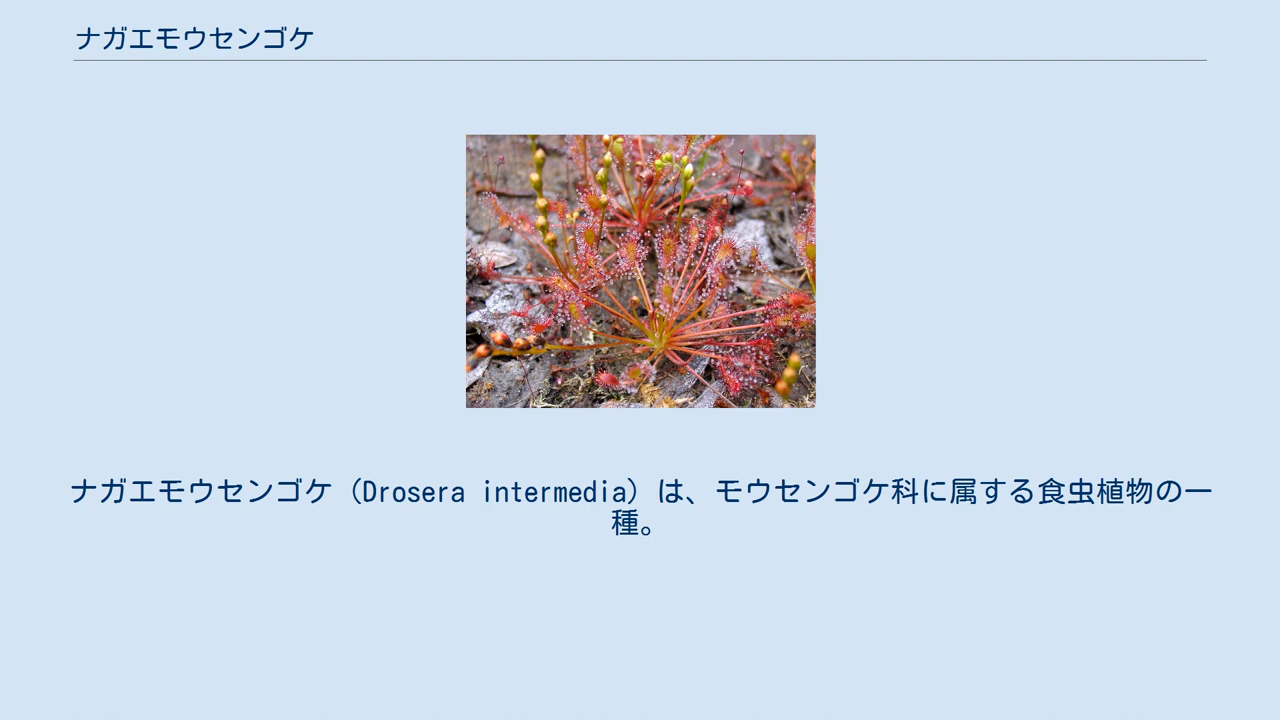 ナガエモウセンゴケ
ナガエモウセンゴケ（Drosera intermedia）は、モウセンゴケ科に属する食虫植物の一
種。